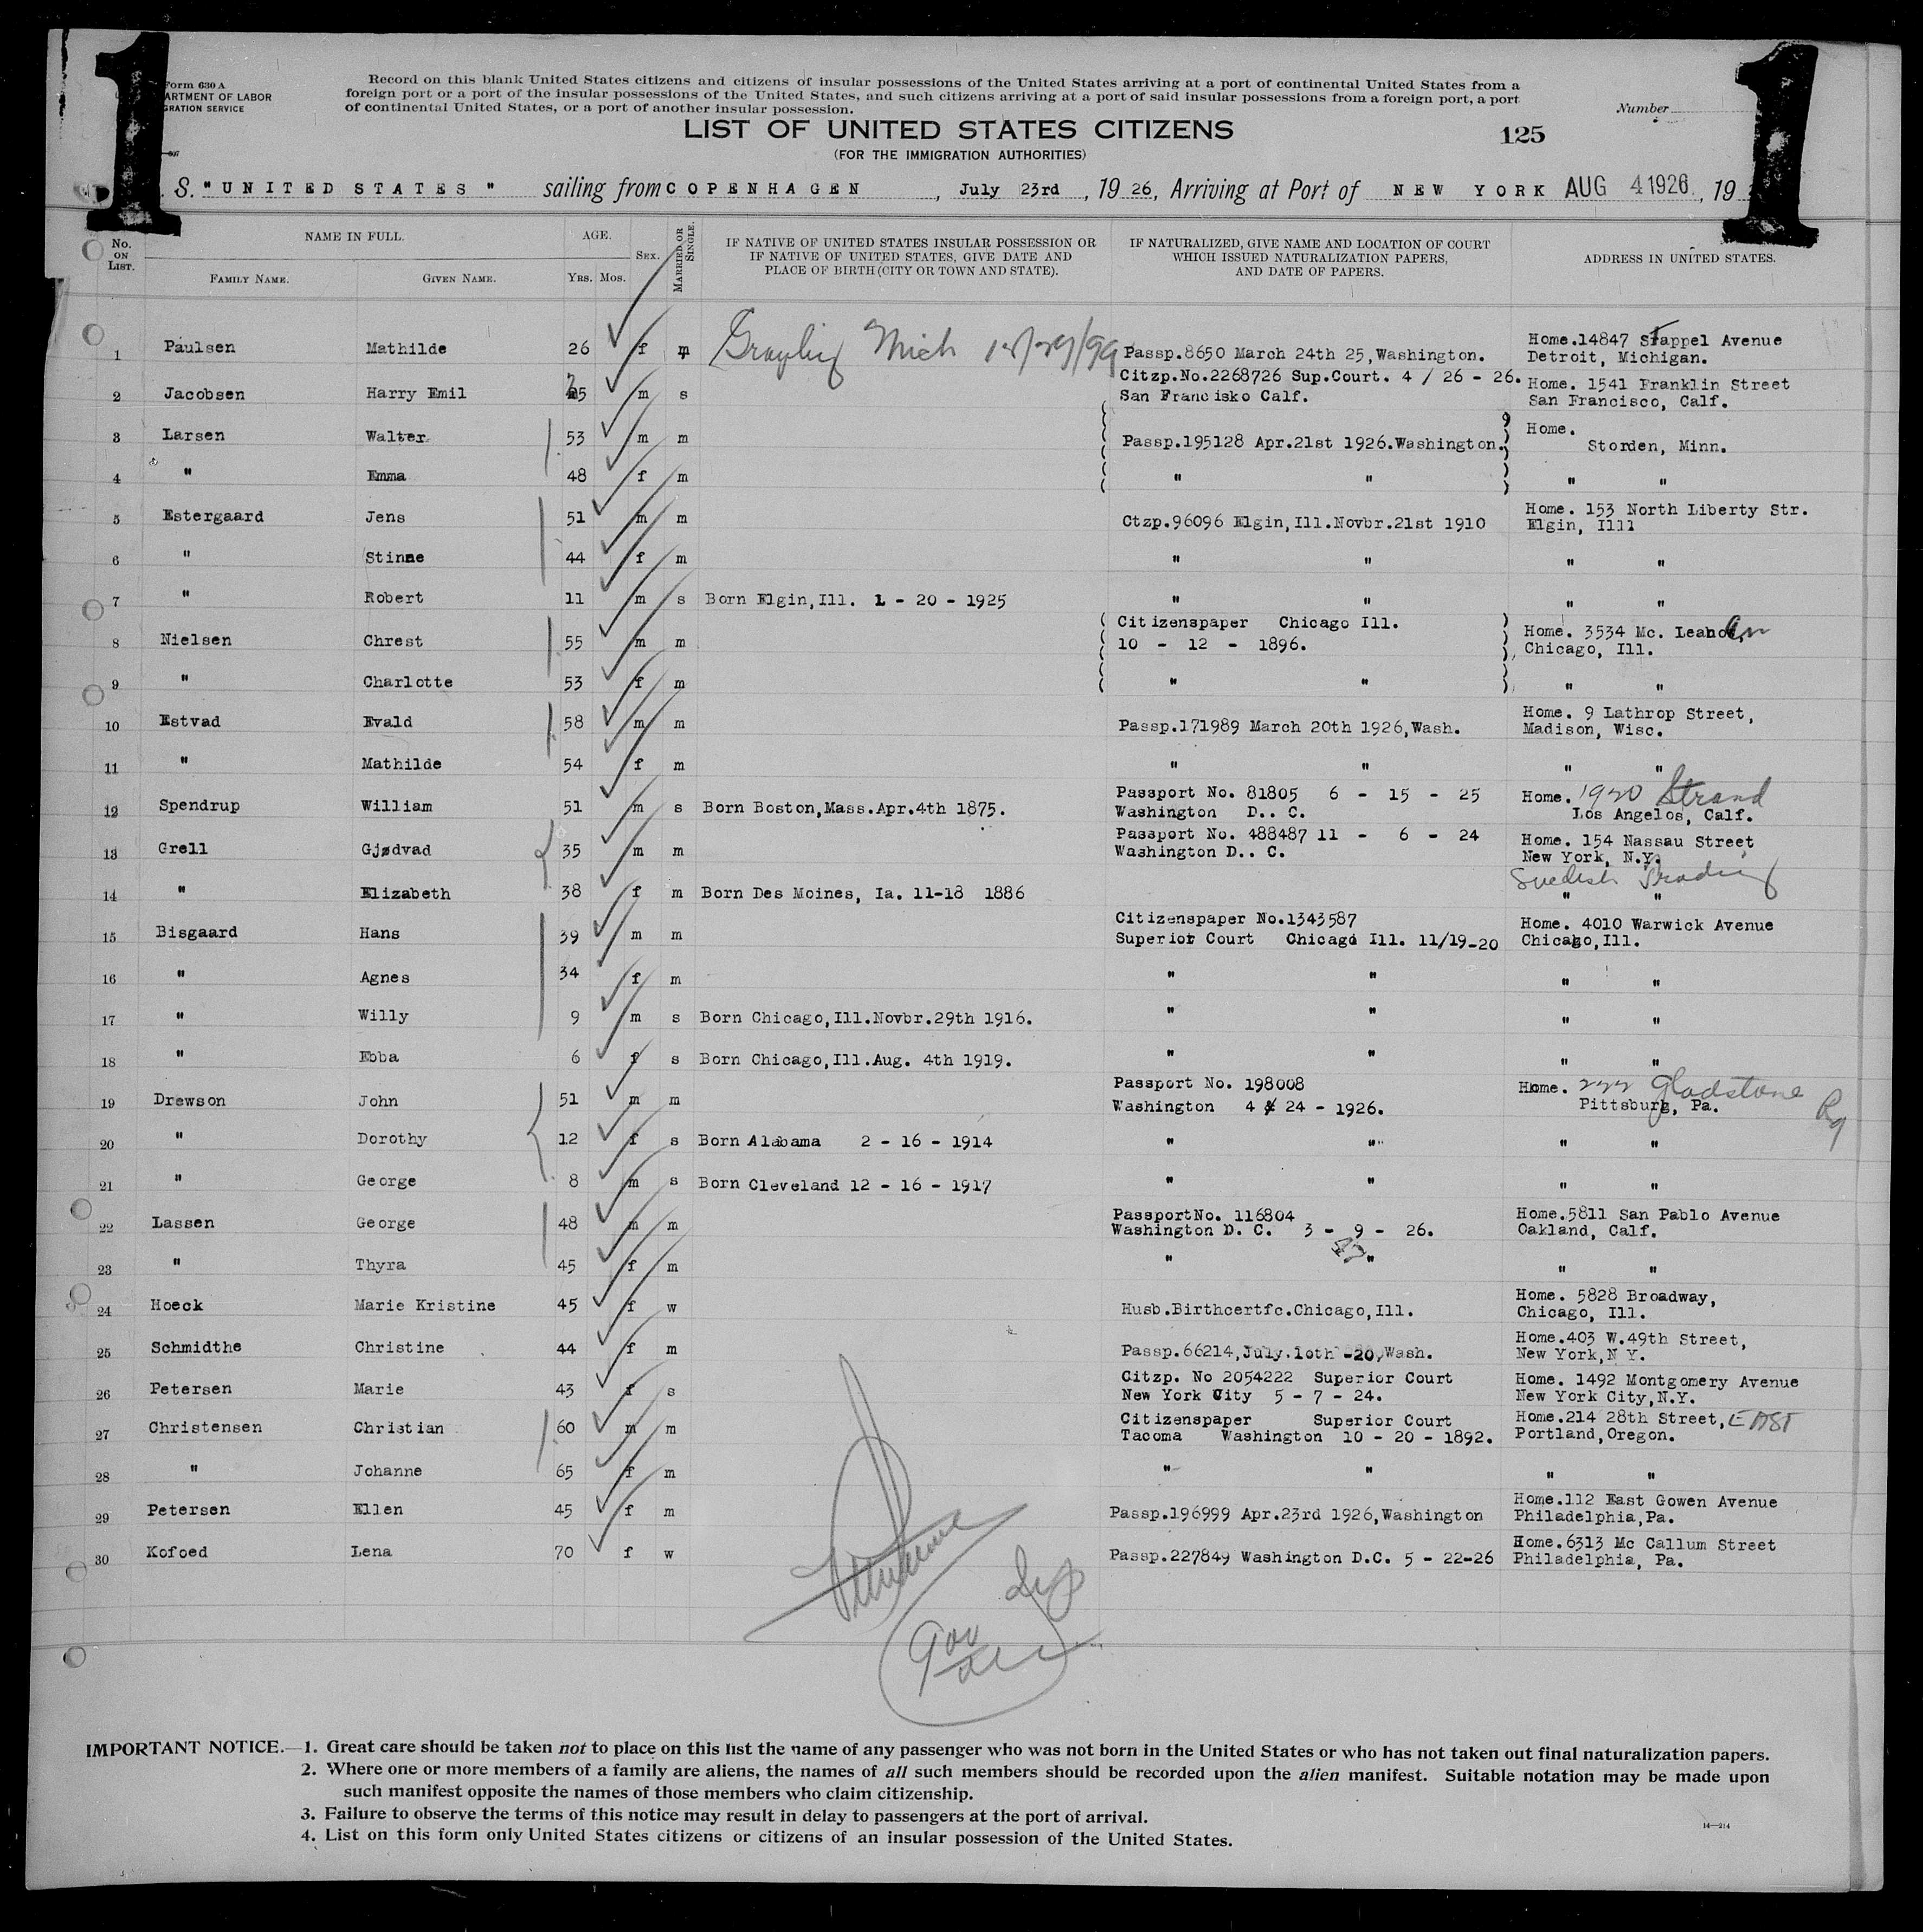 1
1
Form 630 A
ARTMENT OF LABOR
GRATION SERVICE
Record on this blank United States citizens and citizens of insular possessions of the United States arriving at a port of continental United States from a
foreign port or a port of the insular possessions of the United States, and such citizens arriving at a port of said insular possessions from a foreign port, a port
of continental United States, or a port of another insular possession.
Number
LIST OF UNITED STATES CITIZENS
(FOR THE IMMIGRATION AUTHORITIES)
125
S. "UNITED STATES" sailing from COPENHAGEN, July 23rd, 1926, Arriving at Port of NEW YORK AUG 4 1926, 19
No. ON LIST. NAME IN FULL. FAMILY NAME. GIVEN NAME. AGE. Yrs. Mos. SEX. MARRIED OR SINGLE. IF NATIVE OF UNITED STATES INSULAR POSSESSION OR IF NATIVE OF UNITED STATES, GIVE DATE AND PLACE OF BIRTH (CITY OR TOWN AND STATE). IF NATURALIZED, GIVE NAME AND LOCATION OF COURT WHICH ISSUED NATURALIZATION PAPERS, AND DATE OF PAPERS. ADDRESS IN UNITED STATES.
1 Paulsen Mathilde 26 f m Mich Passp.8650 March 24th 25,Washington. Home.14847 Avenue Detroit, Michigan.
2 Jacobsen Harry Emil 25 m s Citzp.No.2268726 Sup.Court. 4 / 26 - 26. San Francisko Calf. Home. 1541 Franklin Street San Francisco, Calf.
3 Larsen Walter 53 m m Passp.195128 Apr.21st 1926.Washington. Home. Storden, Minn.
4 " Emma 48 f m " " " "
5 Estergaard Jens 51 m m Ctzp.96096 Elgin,Ill.Novbr.21st 1910 Home. 153 North Liberty Str. Elgin, Illl
6 " Stinne 44 f m " " " "
7 " Robert 11 m s Born Elgin,Ill. 1 - 20 - 1925 " " " "
8 Nielsen Chrest 55 m m Citizenspaper Chicago Ill. 10 - 12 - 1896. Home. 3534 Mc. Chicago, Ill.
9 " Charlotte 53 f m " " " "
10 Estvad Evald 58 m m Passp.171989 March 20th 1926,Wash. Home. 9 Lathrop Street, Madison, Wisc.
11 " Mathilde 54 f m " " " "
12 Spendrup William 51 m s Born Boston,Mass.Apr.4th 1875. Passport No. 81805 6 - 15 - 25 Washington D.. C. Home. 1920 Strand Los Angelos, Calf.
13 Grell Gjødvad 35 m m Passport No. 488487 11 - 6 - 24 Washington D.. C. Home. 154 Nassau Street New York, N.Y.
Swedish Trading
14 " Elizabeth 38 f m Born Des Moines, Ia. 11-18 1886 " "
15 Bisgaard Hans 39 m m Citizenspaper No.1343587 Superior Court Chicago Ill. 11/19-20 Home. 4010 Warwick Avenue Chicago,Ill.
16 " Agnes 34 f m " " " "
17 " Willy 9 m s Born Chicago,Ill.Novbr.29th 1916. " " " "
18 " Ebba 6 f s Born Chicago,Ill.Aug. 4th 1919. " " " "
19 Drewson John 51 m m Passport No. 198008 Washington 4 - 24 - 1926. Home. 222 Gladstone Rd Pittsburg, Pa.
20 " Dorothy 12 f s Born Alabama 2 - 16 - 1914 " " " "
21 " George 8 m s Born Cleveland 12 - 16 - 1917 " " " "
22 Lassen George 48 m m PassportNo. 116804 Washington D. C. 3 - 9 - 26. Home.5811 San Pablo Avenue Oakland, Calf.
23 " Thyra 45 f m " " " "
24 Hoeck Marie Kristine 45 f w Husb.Birthcertfc.Chicago,Ill. Home. 5828 Broadway, Chicago, Ill.
25 Schmidthe Christine 44 f m Passp.66214,July.10th -20,Wash. Home.403 W.49th Street, New York,N Y.
26 Petersen Marie 43 f s Citzp. No 2054222 Superior Court New York City 5 - 7 - 24. Home. 1492 Montgomery Avenue New York City,N.Y.
27 Christensen Christian 60 m m Citizenspaper Superior Court Tacoma Washington 10 - 20 - 1892. Home.214 28th Street, EAST Portland,Oregon.
28 " Johanne 65 f m " " " "
29 Petersen Ellen 45 f m Passp.196999 Apr.23rd 1926,Washington Home.112 East Gowen Avenue Philadelphia,Pa.
30 Kofoed Lena 70 f w Passp.227849 Washington D.C. 5 - 22-26 Home.6313 Mc Callum Street Philadelphia, Pa.
IMPORTANT NOTICE.—1. Great care should be taken not to place on this list the name of any passenger who was not born in the United States or who has not taken out final naturalization papers.
2. Where one or more members of a family are aliens, the names of all such members should be recorded upon the alien manifest. Suitable notation may be made upon
such manifest opposite the names of those members who claim citizenship.
3. Failure to observe the terms of this notice may result in delay to passengers at the port of arrival.
4. List on this form only United States citizens or citizens of an insular possession of the United States.
14—214